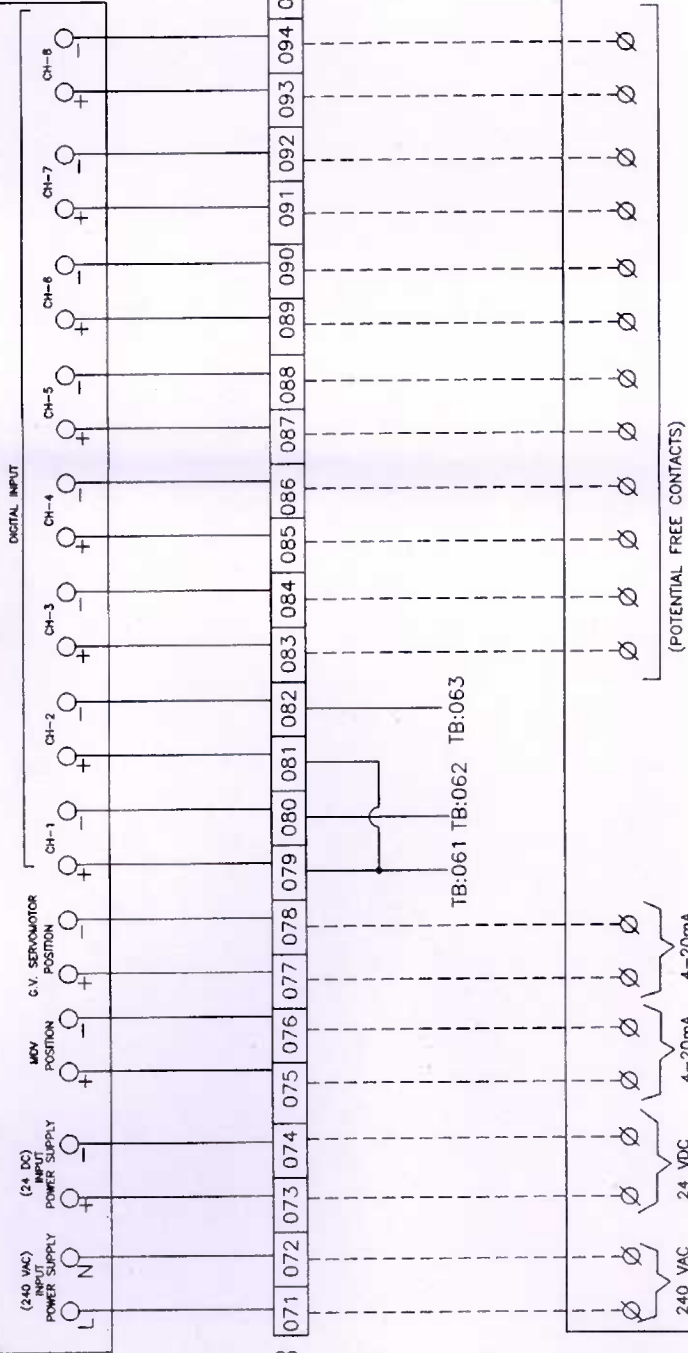 DIGITAL INPUT
(240 VAC)
INPUT
POWER SUPPLY
(24 DC)
INPUT
POWER SUPPLY
MDV
POSITION
G.V. SERVOMOTOR
POSITION
CH-1 CH-2 CH-3 CH-4 CH-5 CH-6 CH-7 CH-8
L N + − + − + − + − + − + − + − + − + − + − + −
071 072 073 074 075 076 077 078 079 080 081 082 083 084 085 086 087 088 089 090 091 092 093 094
TB:061 TB:062 TB:063
240 VAC 24 VDC 4-20mA 4-20mA
(POTENTIAL FREE CONTACTS)